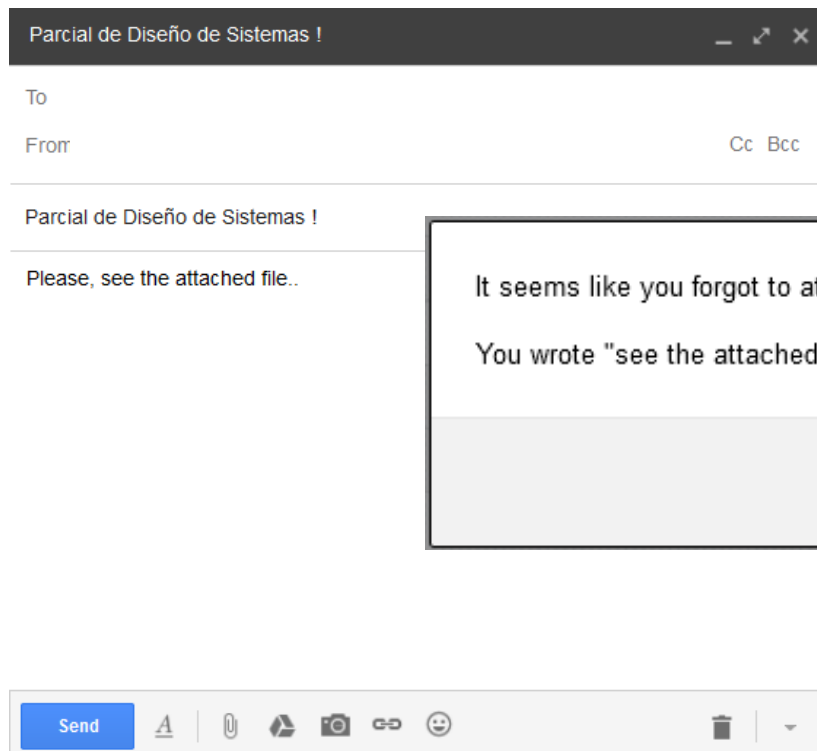 Parcial de Diseño de Sistemas !
To
From
Cc Bcc
Parcial de Diseño de Sistemas !
Please, see the attached file..
It seems like you forgot to
You wrote "see the attached
Send
A